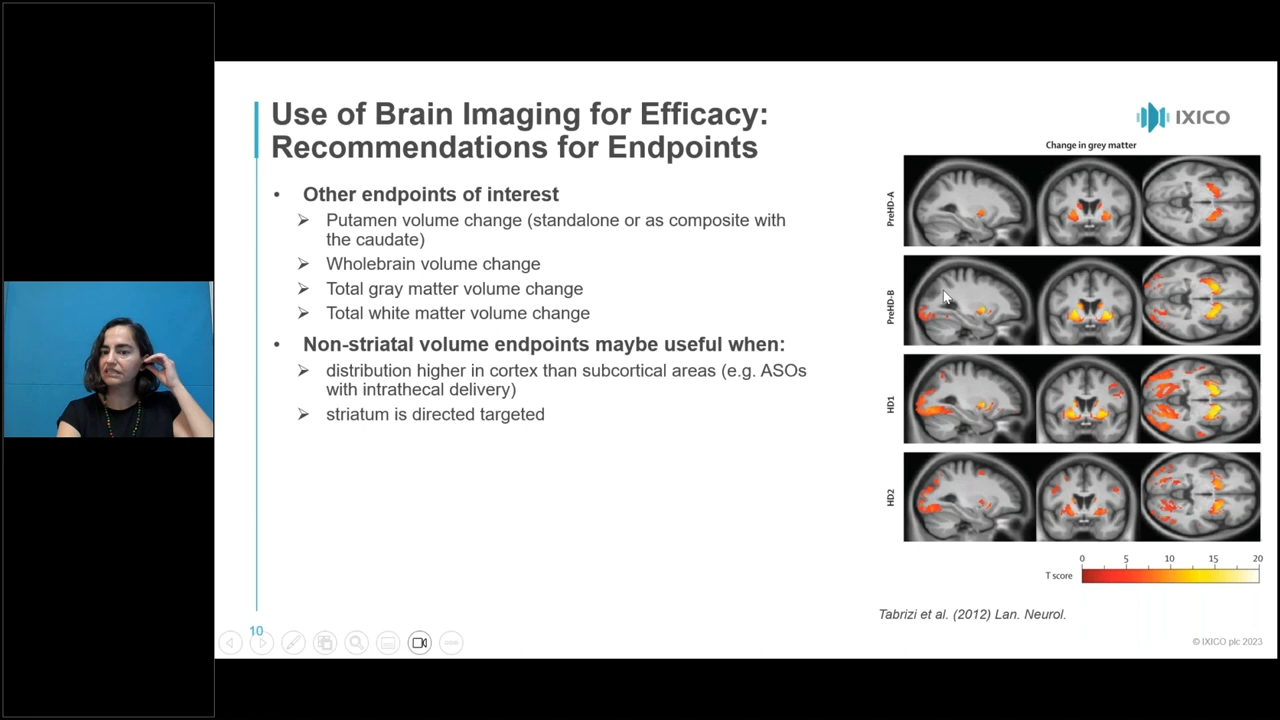 Use of Brain Imaging for Efficacy:
Recommendations for Endpoints
IXICO
• Other endpoints of interest
➢ Putamen volume change (standalone or as composite with
the caudate)
➢ Wholebrain volume change
➢ Total gray matter volume change
➢ Total white matter volume change
• Non-striatal volume endpoints maybe useful when:
➢ distribution higher in cortex than subcortical areas (e.g. ASOs
with intrathecal delivery)
➢ striatum is directed targeted
Change in grey matter
PreHD-A
PreHD-B
HD1
HD2
0 5 10 15 20
T score
Tabrizi et al. (2012) Lan. Neurol.
10
© IXICO plc 2023